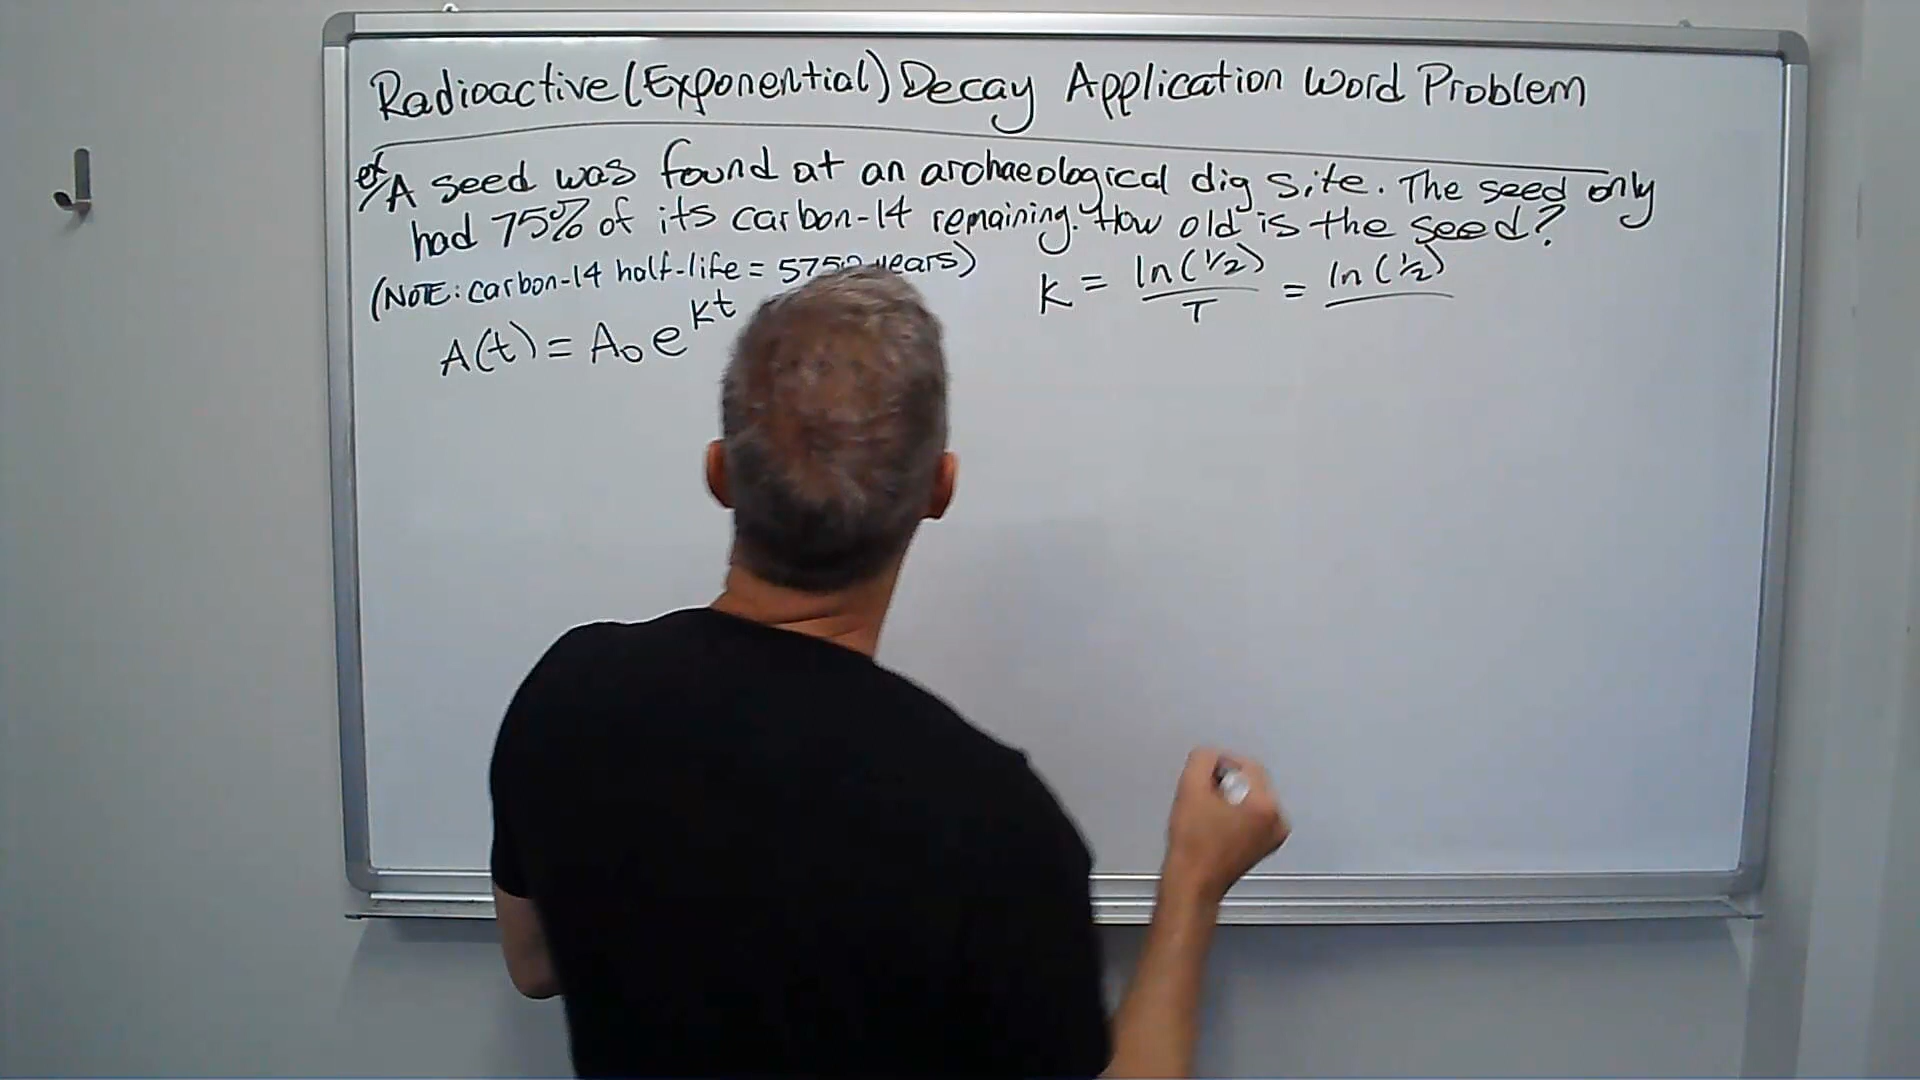 Radioactive (Exponential) Decay Application Word Problem
ex/ A seed was found at an archaeological dig site. The seed only
had 75% of its carbon-14 remaining. How old is the seed?
(NOTE: carbon-14 half-life = years)
A(t) = A₀e^kt
K = ln(1/2)/T = ln(1/2)